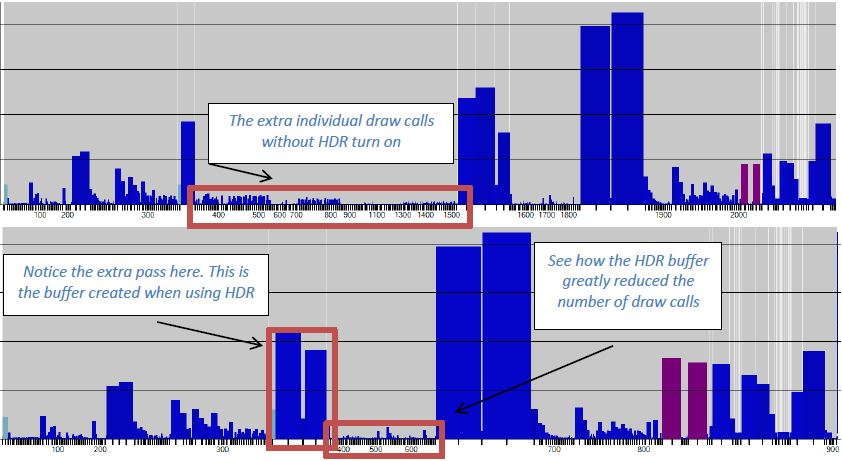 The extra individual draw calls
without HDR turn on
100 200 300 400 500 600 700 800 900 1100 1300 1400 1500 1600 1700 1800 1900 2000
Notice the extra pass here. This is
the buffer created when using HDR
See how the HDR buffer
greatly reduced the
number of draw calls
100 200 300 400 500 600 700 800 900